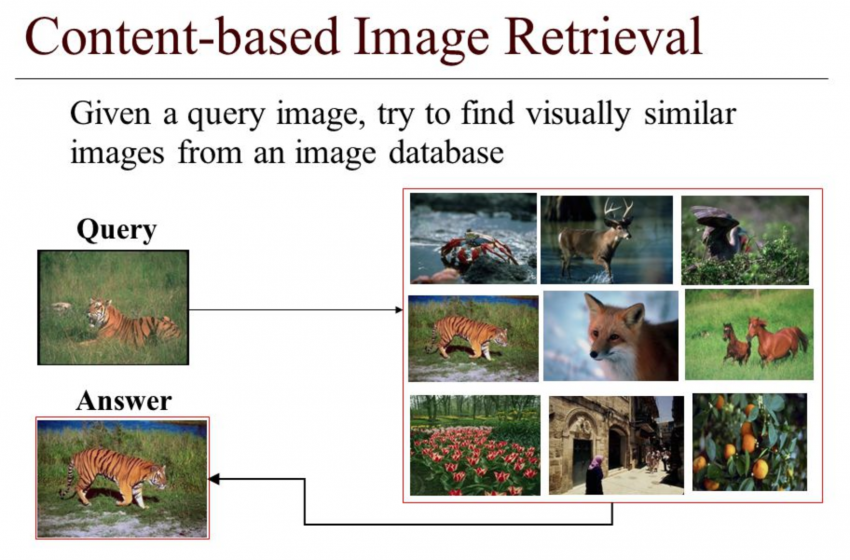 Content-based Image Retrieval
Given a query image, try to find visually similar
images from an image database
Query
Answer